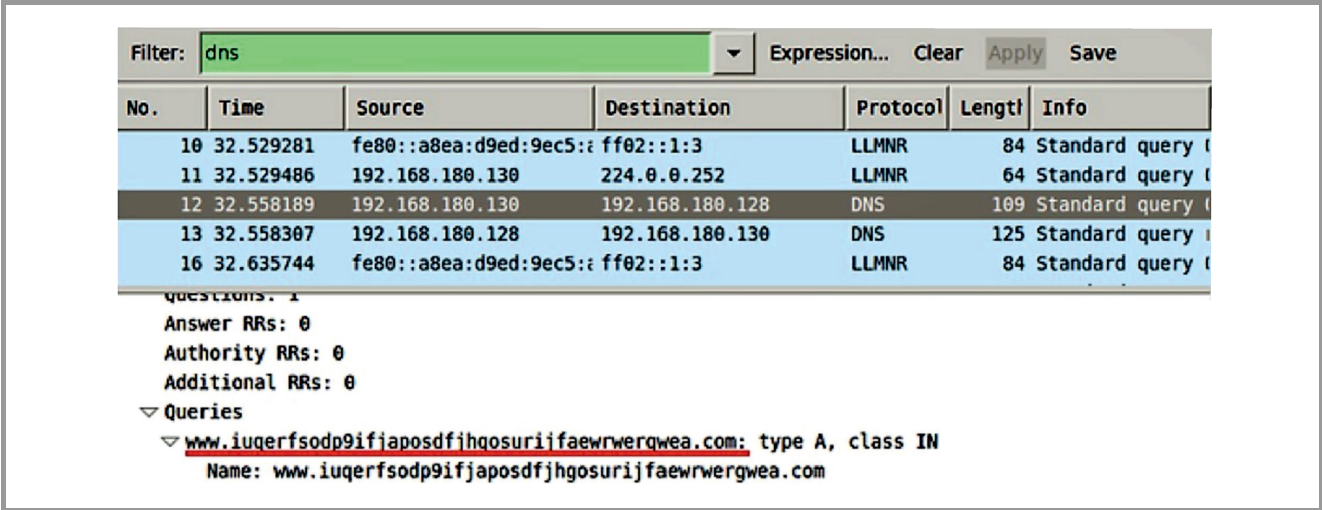 Filter: dns Expression... Clear Apply Save
No. Time Source Destination Protocol Lengtl Info
10 32.529281 fe80::a8ea:d9ed:9ec5: ff02::1:3 LLMNR 84 Standard query
11 32.529486 192.168.180.130 224.0.0.252 LLMNR 64 Standard query
12 32.558189 192.168.180.130 192.168.180.128 DNS 109 Standard query
13 32.558307 192.168.180.128 192.168.180.130 DNS 125 Standard query
16 32.635744 fe80::a8ea:d9ed:9ec5: ff02::1:3 LLMNR 84 Standard query
Questions: 1
Answer RRs: 0
Authority RRs: 0
Additional RRs: 0
Queries
www.iuqerfsodp9ifjaposdfjhgosurijfaewrwergwea.com: type A, class IN
Name: www.iuqerfsodp9ifjaposdfjhgosurijfaewrwergwea.com